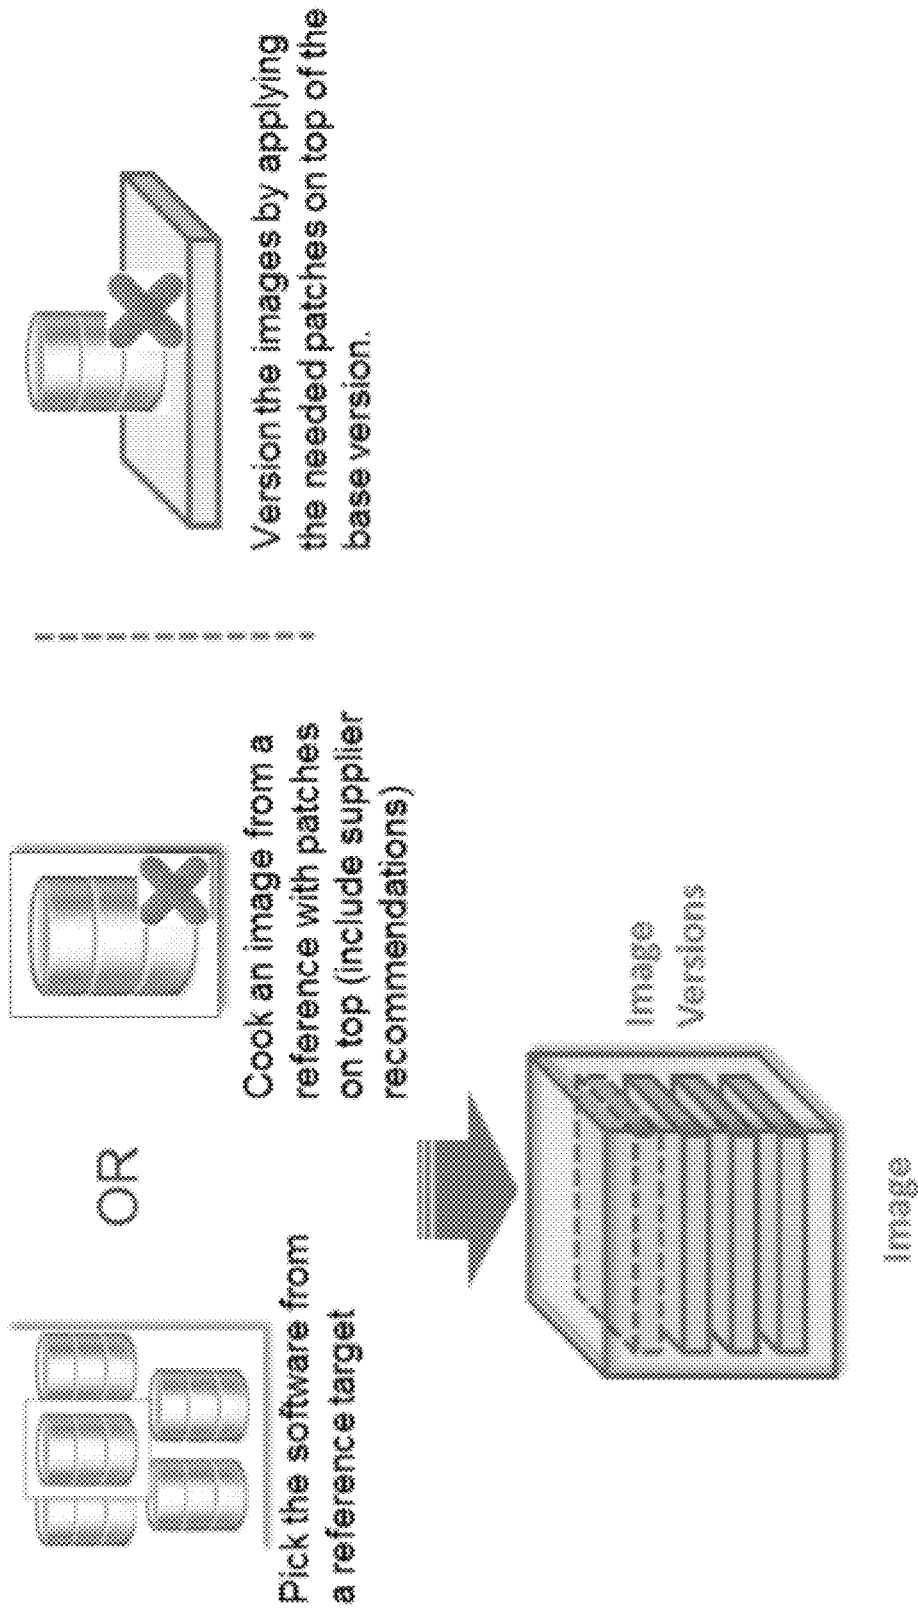 Pick the software from
a reference target
OR
Cook an image from a
reference with patches
on top (include supplier
recommendations)
Version the images by applying
the needed patches on top of the
base version.
Image
Versions
Image